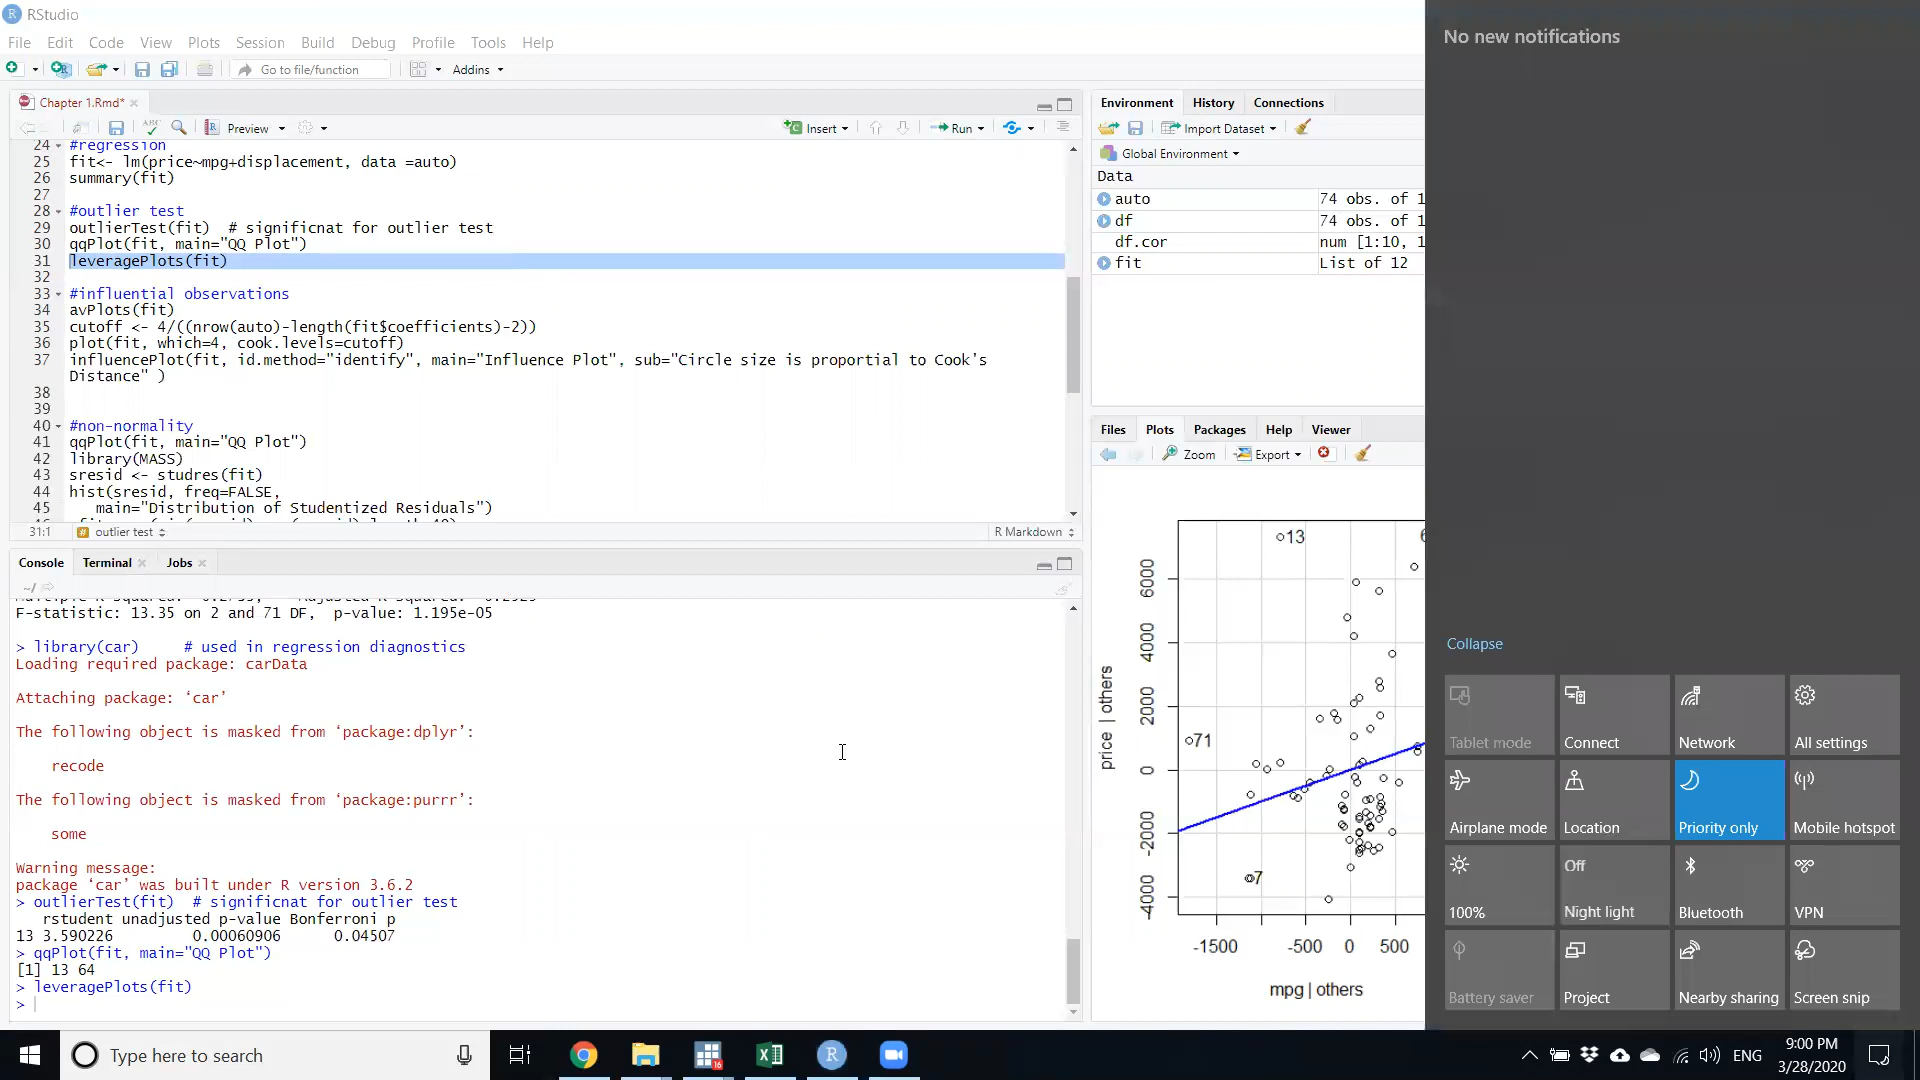 RStudio
File Edit Code View Plots Session Build Debug Profile Tools Help
Go to file/function Addins
Chapter 1.Rmd*
ABC Preview Insert Run
24 #regression
25 fit<- lm(price~mpg+displacement, data =auto)
26 summary(fit)
27
28 #outlier test
29 outlierTest(fit)  # significnat for outlier test
30 qqPlot(fit, main="QQ Plot")
31 leveragePlots(fit)
32
33 #influential observations
34 avPlots(fit)
35 cutoff <- 4/((nrow(auto)-length(fit$coefficients)-2))
36 plot(fit, which=4, cook.levels=cutoff)
37 influencePlot(fit, id.method="identify", main="Influence Plot", sub="Circle size is proportial to Cook's
Distance" )
38
39
40 #non-normality
41 qqPlot(fit, main="QQ Plot")
42 library(MASS)
43 sresid <- studres(fit)
44 hist(sresid, freq=FALSE,
45    main="Distribution of Studentized Residuals")
31:1 outlier test R Markdown
Console Terminal Jobs
~/
F-statistic: 13.35 on 2 and 71 DF,  p-value: 1.195e-05
> library(car)     # used in regression diagnostics
Loading required package: carData
Attaching package: ‘car’
The following object is masked from ‘package:dplyr’:
recode
The following object is masked from ‘package:purrr’:
some
Warning message:
package ‘car’ was built under R version 3.6.2
> outlierTest(fit)  # significnat for outlier test
rstudent unadjusted p-value Bonferroni p
13 3.590226         0.00060906      0.04507
> qqPlot(fit, main="QQ Plot")
[1] 13 64
> leveragePlots(fit)
>
Environment History Connections
Import Dataset
Global Environment
Data
auto 74 obs. of 1
df 74 obs. of 1
df.cor num [1:10, 1
fit List of 12
Files Plots Packages Help Viewer
Zoom Export
13
71
7
price | others
6000
4000
2000
0
-2000
-4000
-1500 -500 0 500
mpg | others
No new notifications
Collapse
Tablet mode Connect Network All settings
Airplane mode Location Priority only Mobile hotspot
Off
100% Night light Bluetooth VPN
Battery saver Project Nearby sharing Screen snip
Type here to search
16
ENG
9:00 PM
3/28/2020